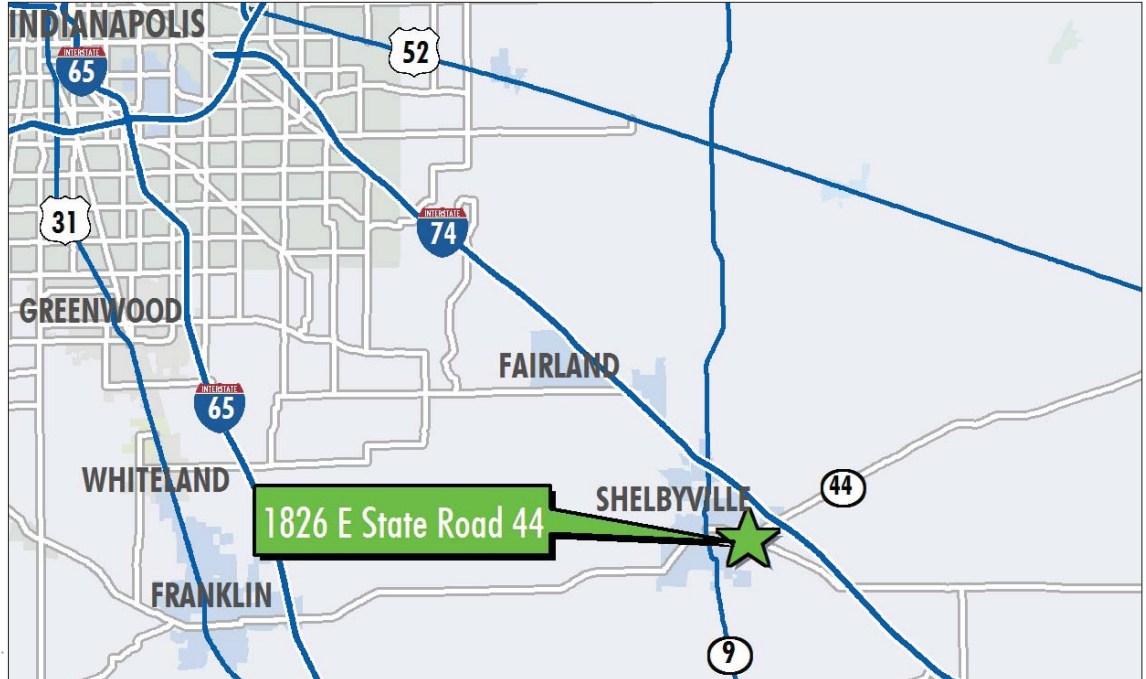 INDIANAPOLIS
52
INTERSTATE
65
31
INTERSTATE
74
GREENWOOD
FAIRLAND
INTERSTATE
65
WHITELAND
SHELBYVILLE
44
1826 E State Road 44
FRANKLIN
9